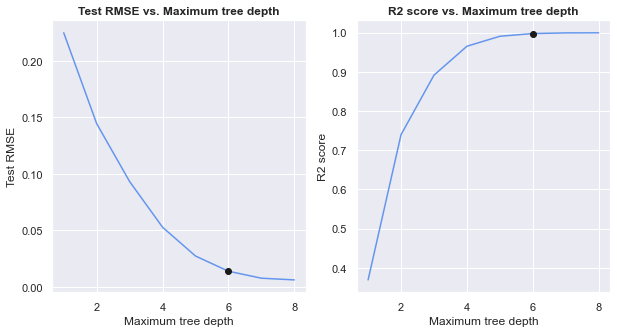 Test RMSE vs. Maximum tree depth
0.20
0.15
0.10
0.05
0.00
Test RMSE
2 4 6 8
Maximum tree depth
R2 score vs. Maximum tree depth
1.0
0.9
0.8
0.7
0.6
0.5
0.4
R2 score
2 4 6 8
Maximum tree depth